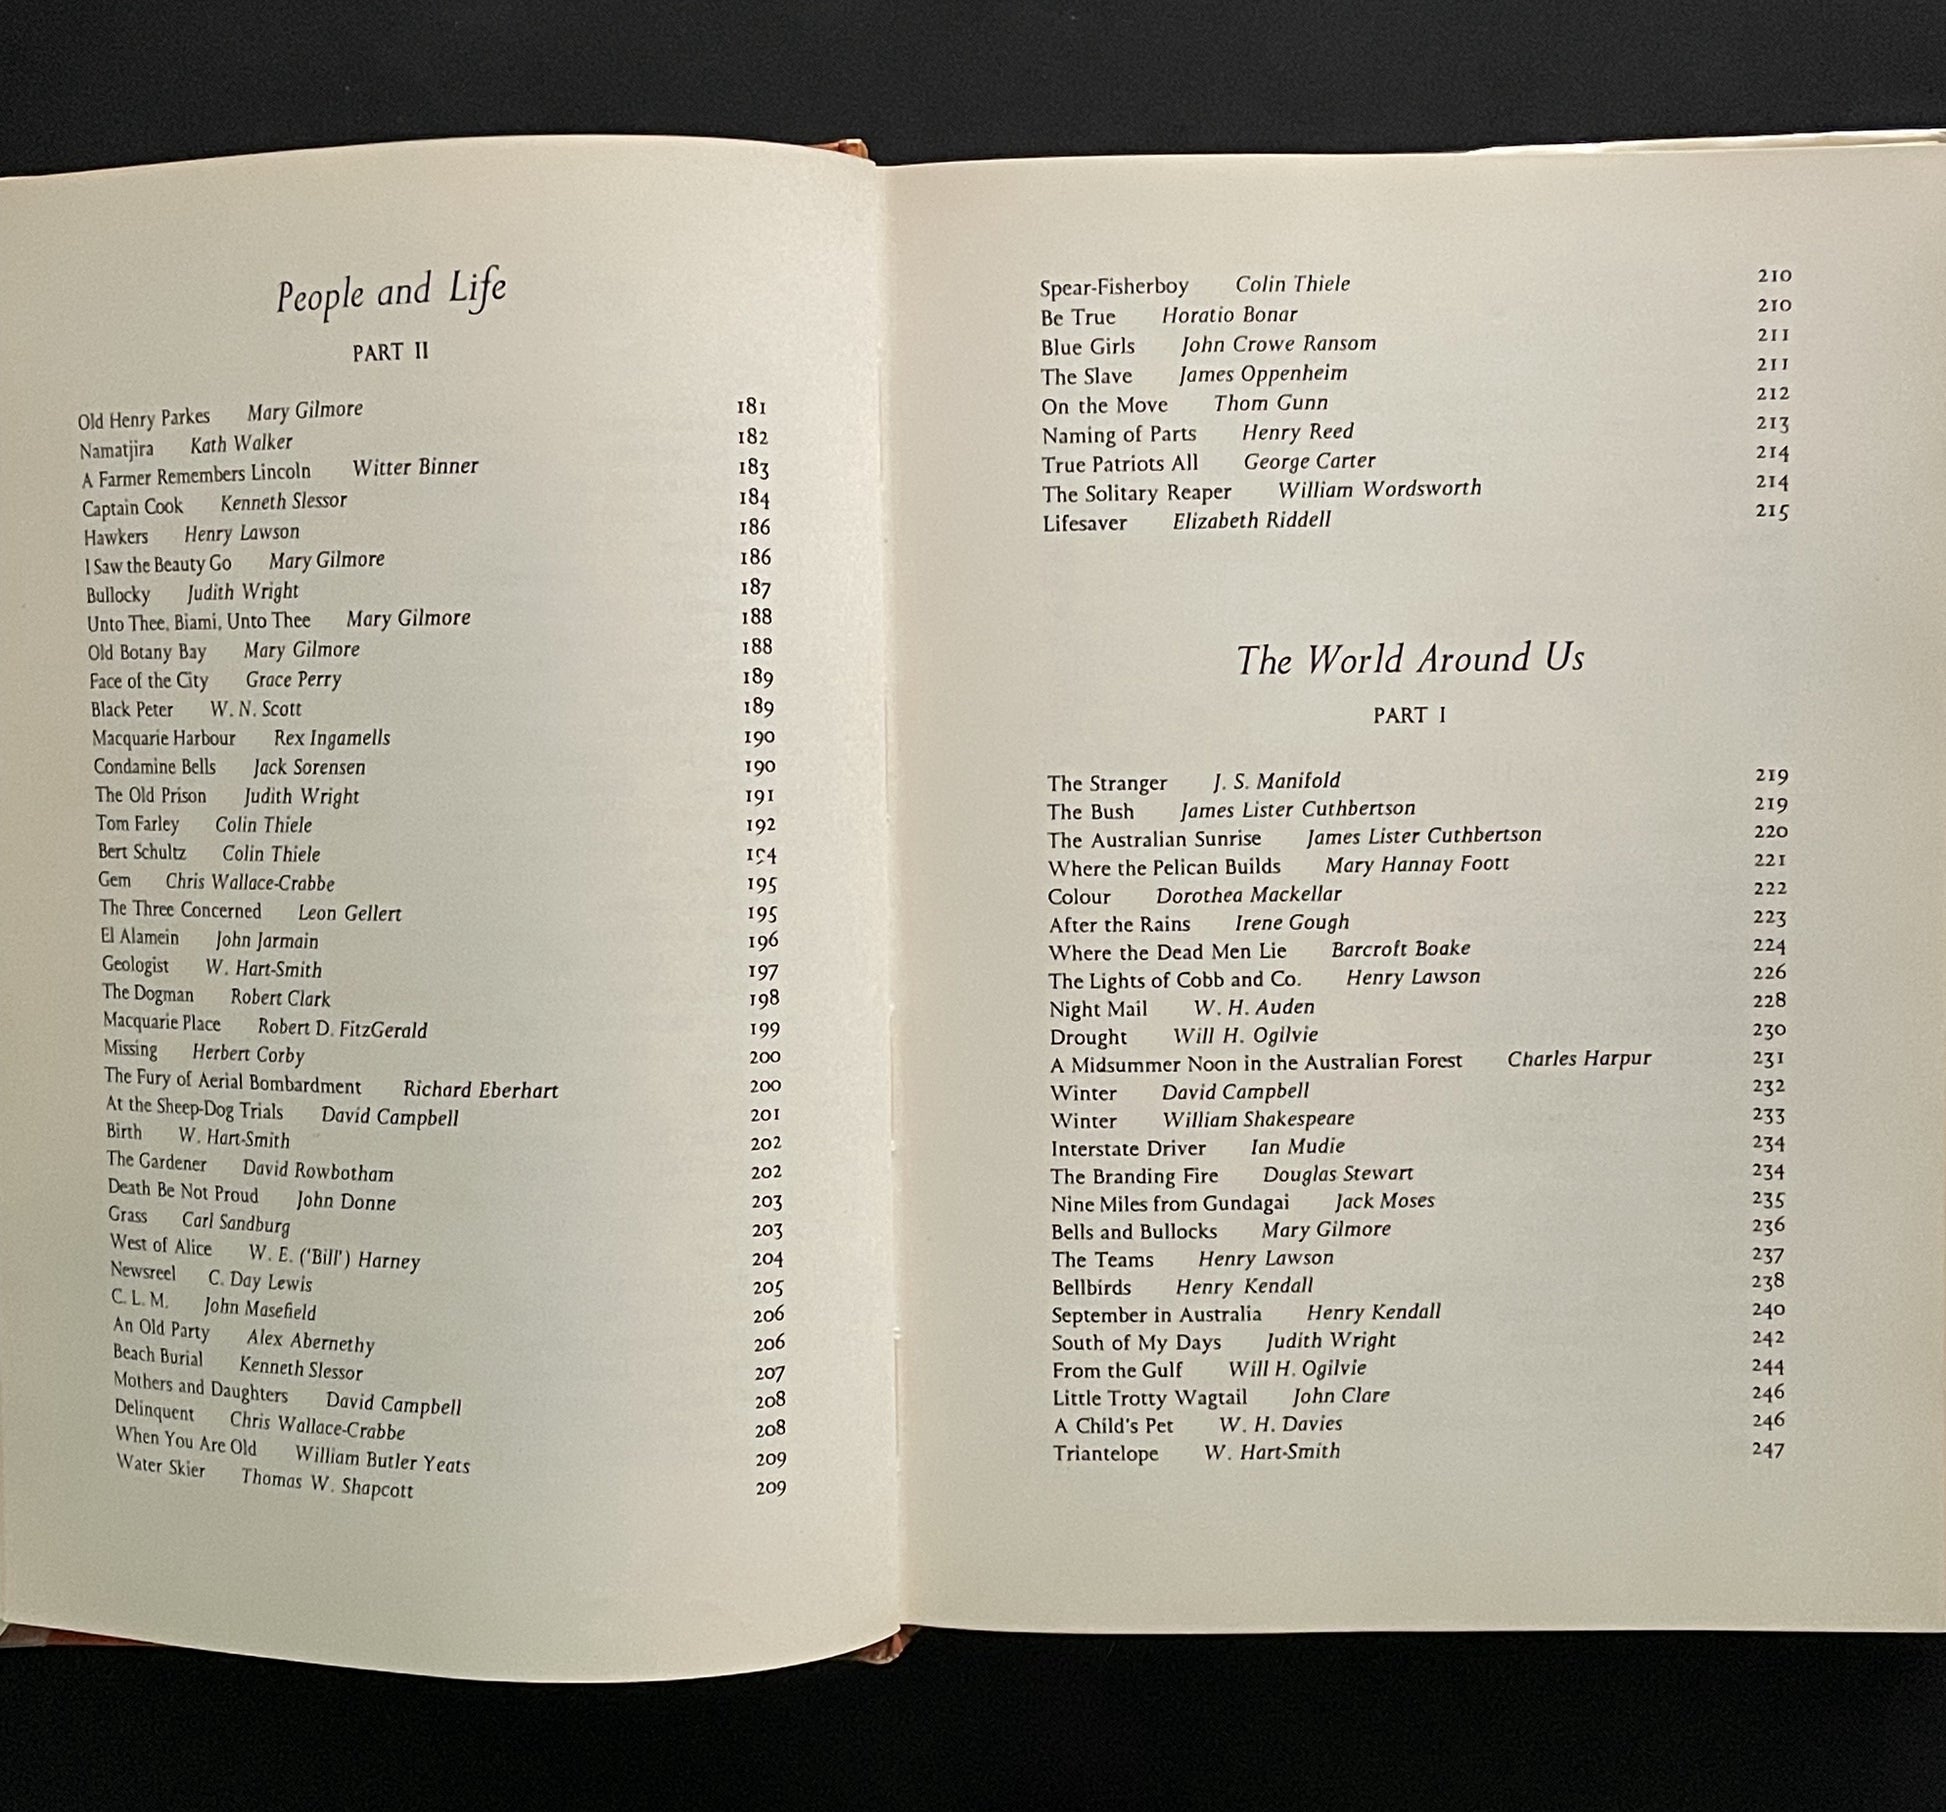 People and Life
PART II
Old Henry Parkes Mary Gilmore 181
Namatjira Kath Walker 182
A Farmer Remembers Lincoln Witter Binner 183
Captain Cook Kenneth Slessor 184
Hawkers Henry Lawson 186
I Saw the Beauty Go Mary Gilmore 186
Bullocky Judith Wright 187
Unto Thee, Biami, Unto Thee Mary Gilmore 188
Old Botany Bay Mary Gilmore 188
Face of the City Grace Perry 189
Black Peter W. N. Scott 189
Macquarie Harbour Rex Ingamells 190
Condamine Bells Jack Sorensen 190
The Old Prison Judith Wright 191
Tom Farley Colin Thiele 192
Bert Schultz Colin Thiele 194
Gem Chris Wallace-Crabbe 195
The Three Concerned Leon Gellert 195
El Alamein John Jarmain 196
Geologist W. Hart-Smith 197
The Dogman Robert Clark 198
Macquarie Place Robert D. FitzGerald 199
Missing Herbert Corby 200
The Fury of Aerial Bombardment Richard Eberhart 200
At the Sheep-Dog Trials David Campbell 201
Birth W. Hart-Smith 202
The Gardener David Rowbotham 202
Death Be Not Proud John Donne 203
Grass Carl Sandburg 203
West of Alice W. E. ('Bill') Harney 204
Newsreel C. Day Lewis 205
C. L. M. John Masefield 206
An Old Party Alex Abernethy 206
Beach Burial Kenneth Slessor 207
Mothers and Daughters David Campbell 208
Delinquent Chris Wallace-Crabbe 208
When You Are Old William Butler Yeats 209
Water Skier Thomas W. Shapcott 209
Spear-Fisherboy Colin Thiele 210
Be True Horatio Bonar 210
Blue Girls John Crowe Ransom 211
The Slave James Oppenheim 211
On the Move Thom Gunn 212
Naming of Parts Henry Reed 213
True Patriots All George Carter 214
The Solitary Reaper William Wordsworth 214
Lifesaver Elizabeth Riddell 215
The World Around Us
PART I
The Stranger J. S. Manifold 219
The Bush James Lister Cuthbertson 219
The Australian Sunrise James Lister Cuthbertson 220
Where the Pelican Builds Mary Hannay Foott 221
Colour Dorothea Mackellar 222
After the Rains Irene Gough 223
Where the Dead Men Lie Barcroft Boake 224
The Lights of Cobb and Co. Henry Lawson 226
Night Mail W. H. Auden 228
Drought Will H. Ogilvie 230
A Midsummer Noon in the Australian Forest Charles Harpur 231
Winter David Campbell 232
Winter William Shakespeare 233
Interstate Driver Ian Mudie 234
The Branding Fire Douglas Stewart 234
Nine Miles from Gundagai Jack Moses 235
Bells and Bullocks Mary Gilmore 236
The Teams Henry Lawson 237
Bellbirds Henry Kendall 238
September in Australia Henry Kendall 240
South of My Days Judith Wright 242
From the Gulf Will H. Ogilvie 244
Little Trotty Wagtail John Clare 246
A Child's Pet W. H. Davies 246
Triantelope W. Hart-Smith 247